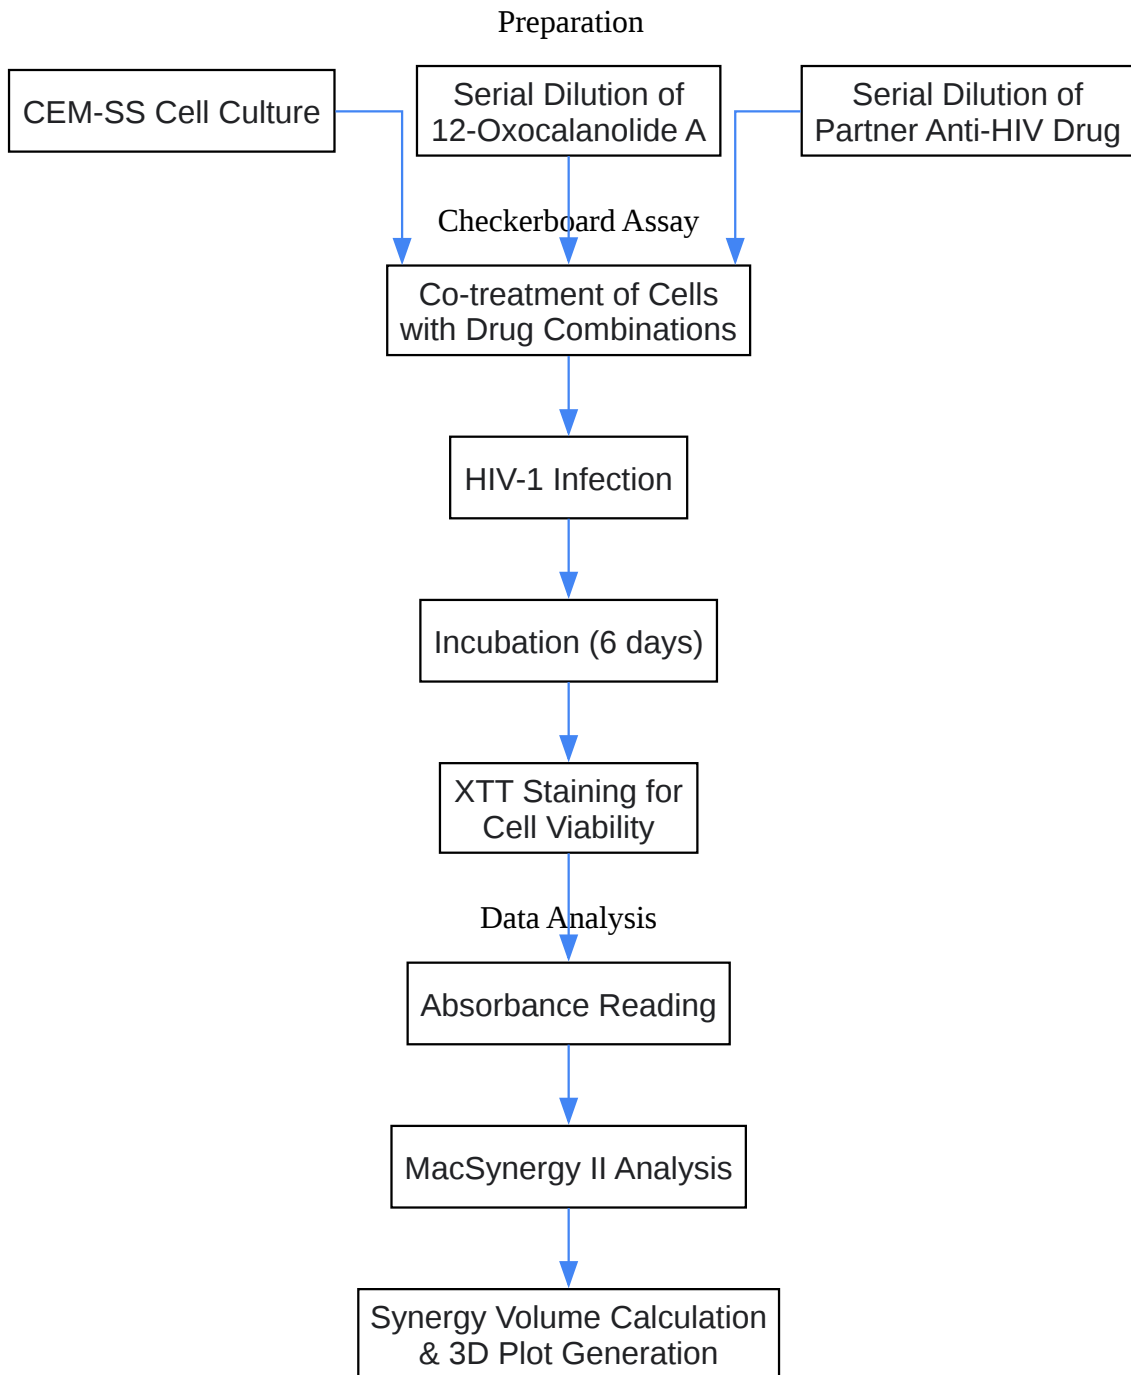 Preparation
CEM-SS Cell Culture
Serial Dilution of
12-Oxocalanolide A
Serial Dilution of
Partner Anti-HIV Drug
Checkerboard Assay
Co-treatment of Cells
with Drug Combinations
HIV-1 Infection
Incubation (6 days)
XTT Staining for
Cell Viability
Data Analysis
Absorbance Reading
MacSynergy II Analysis
Synergy Volume Calculation
& 3D Plot Generation